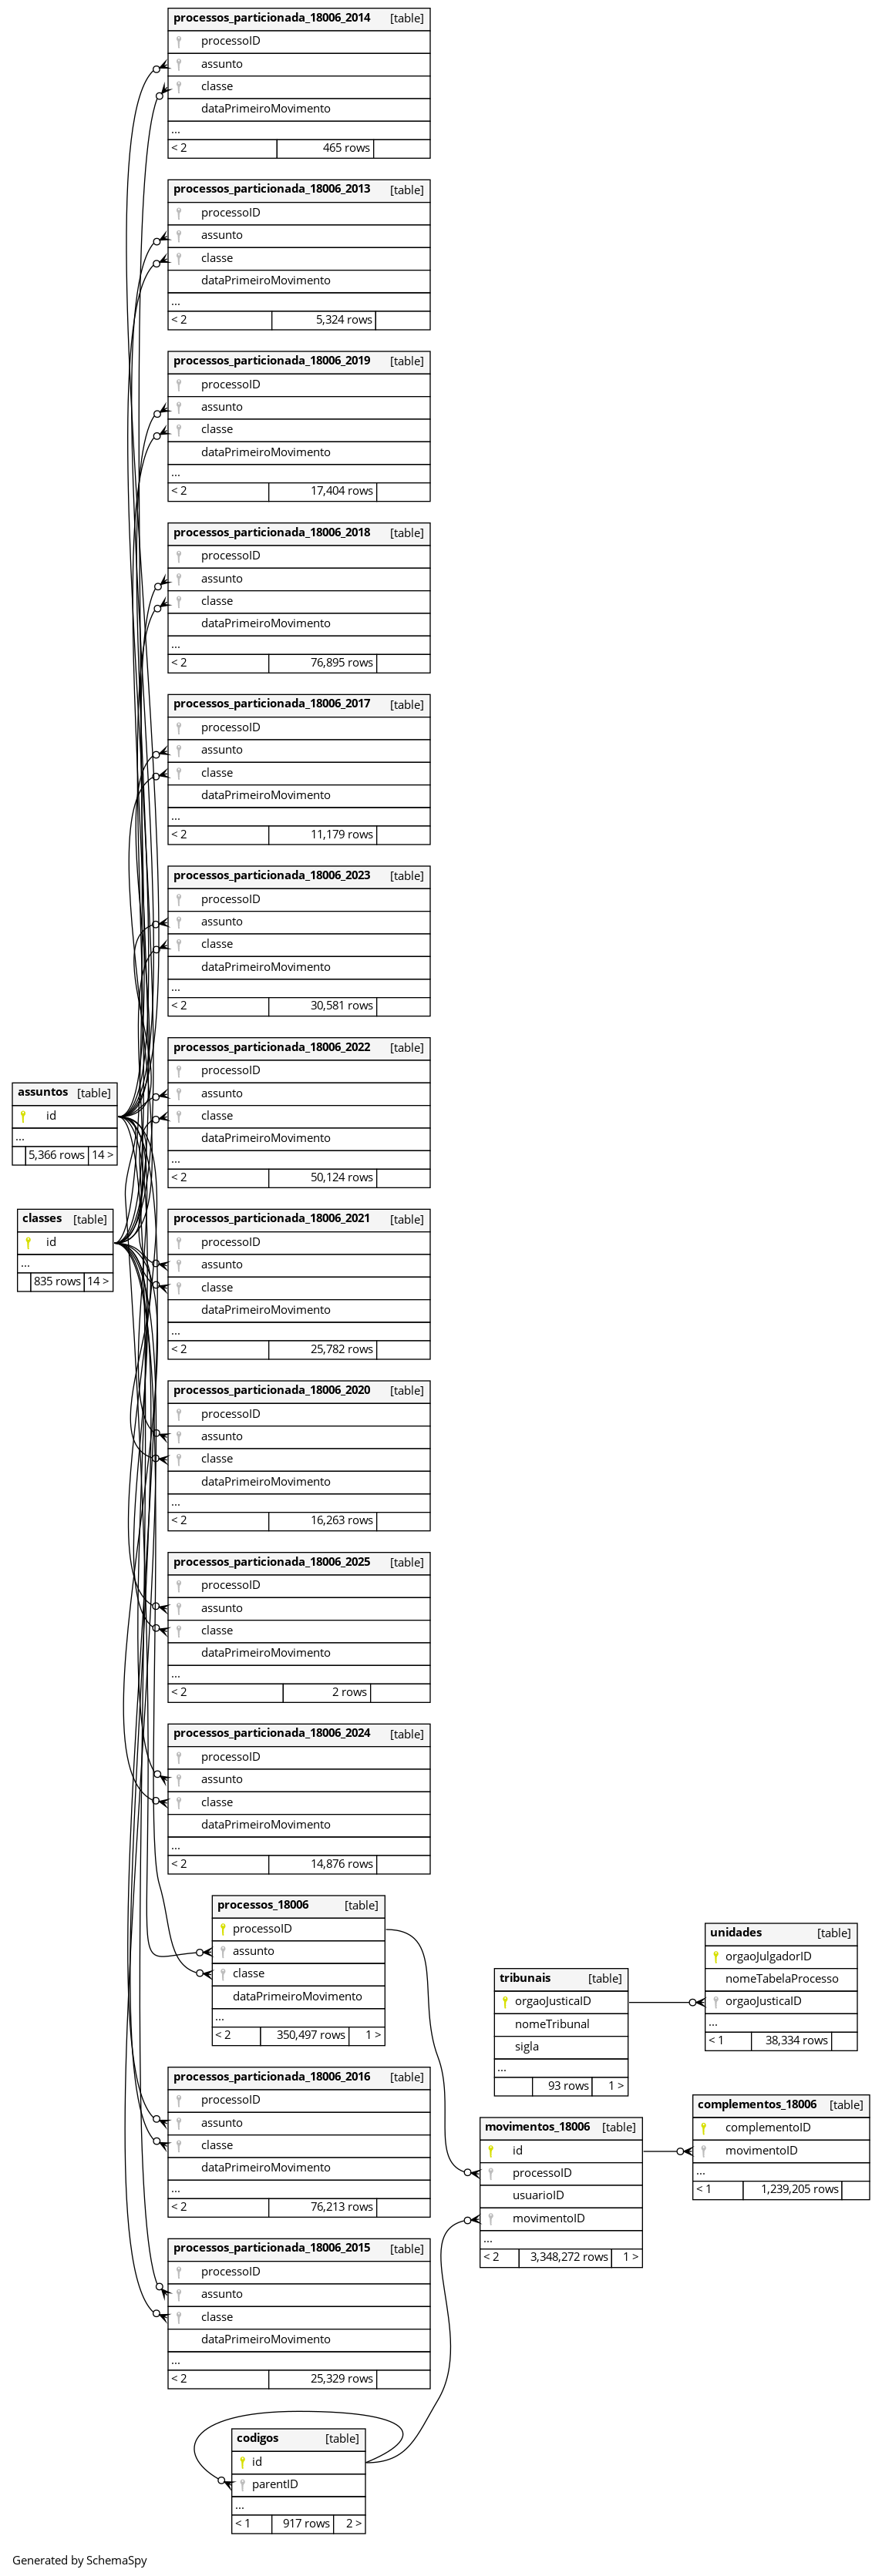 processos_particionada_18006_2014 [table]
processoID
assunto
classe
dataPrimeiroMovimento
...
< 2 465 rows
processos_particionada_18006_2013 [table]
processoID
assunto
classe
dataPrimeiroMovimento
...
< 2 5,324 rows
processos_particionada_18006_2019 [table]
processoID
assunto
classe
dataPrimeiroMovimento
...
< 2 17,404 rows
processos_particionada_18006_2018 [table]
processoID
assunto
classe
dataPrimeiroMovimento
...
< 2 76,895 rows
processos_particionada_18006_2017 [table]
processoID
assunto
classe
dataPrimeiroMovimento
...
< 2 11,179 rows
processos_particionada_18006_2023 [table]
processoID
assunto
classe
dataPrimeiroMovimento
...
< 2 30,581 rows
processos_particionada_18006_2022 [table]
processoID
assunto
classe
dataPrimeiroMovimento
...
< 2 50,124 rows
assuntos [table]
id
...
5,366 rows 14 >
classes [table]
id
...
835 rows 14 >
processos_particionada_18006_2021 [table]
processoID
assunto
classe
dataPrimeiroMovimento
...
< 2 25,782 rows
processos_particionada_18006_2020 [table]
processoID
assunto
classe
dataPrimeiroMovimento
...
< 2 16,263 rows
processos_particionada_18006_2025 [table]
processoID
assunto
classe
dataPrimeiroMovimento
...
< 2 2 rows
processos_particionada_18006_2024 [table]
processoID
assunto
classe
dataPrimeiroMovimento
...
< 2 14,876 rows
processos_18006 [table]
processoID
assunto
classe
dataPrimeiroMovimento
...
< 2 350,497 rows 1 >
tribunais [table]
orgaoJusticaID
nomeTribunal
sigla
...
93 rows 1 >
unidades [table]
orgaoJulgadorID
nomeTabelaProcesso
orgaoJusticaID
...
< 1 38,334 rows
processos_particionada_18006_2016 [table]
processoID
assunto
classe
dataPrimeiroMovimento
...
< 2 76,213 rows
movimentos_18006 [table]
id
processoID
usuarioID
movimentoID
...
< 2 3,348,272 rows 1 >
complementos_18006 [table]
complementoID
movimentoID
...
< 1 1,239,205 rows
processos_particionada_18006_2015 [table]
processoID
assunto
classe
dataPrimeiroMovimento
...
< 2 25,329 rows
codigos [table]
id
parentID
...
< 1 917 rows 2 >
Generated by SchemaSpy